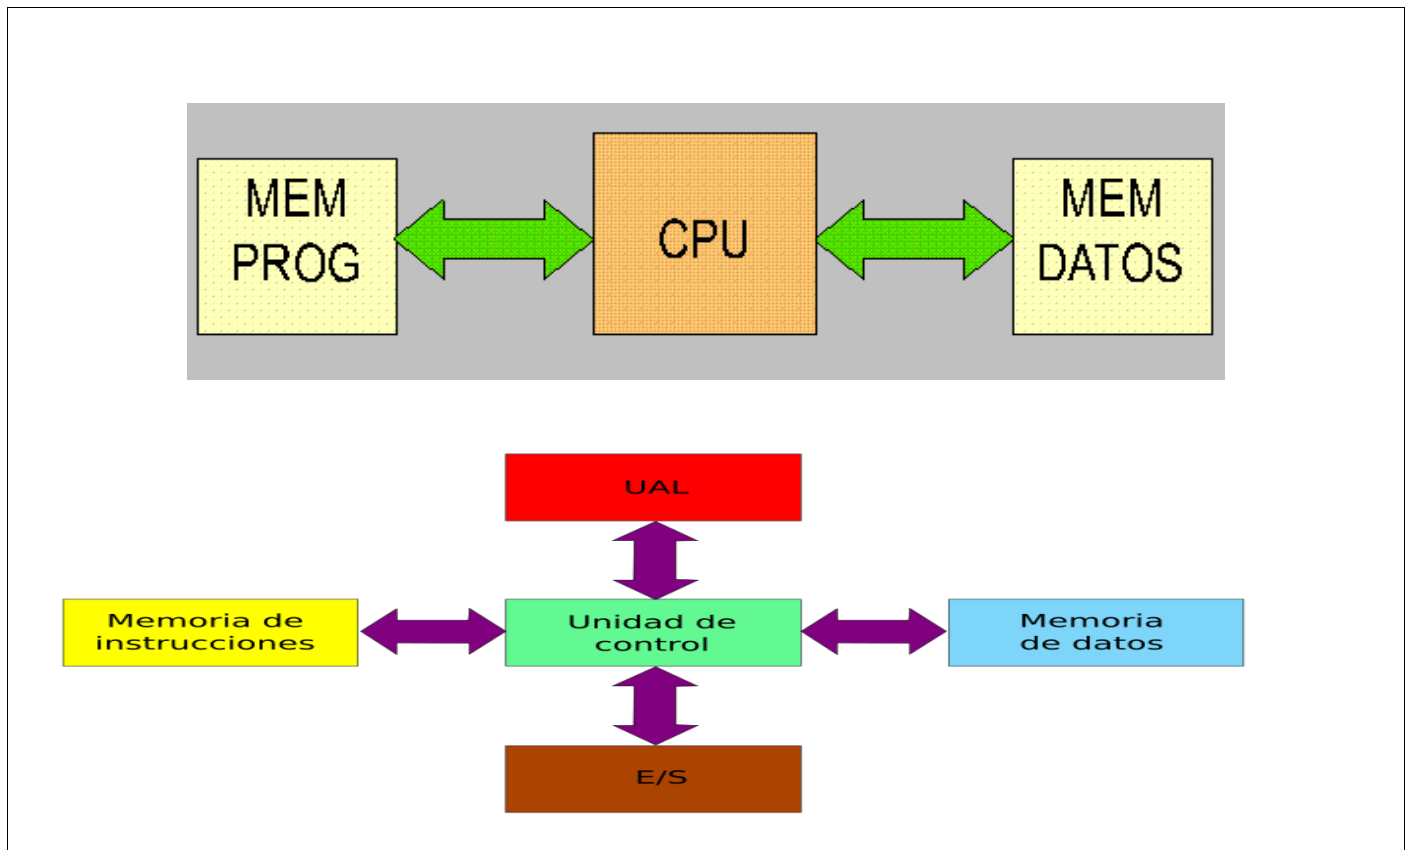 MEM
PROG
CPU
MEM
DATOS
UAL
Memoria de
instrucciones
Unidad de
control
Memoria
de datos
E/S